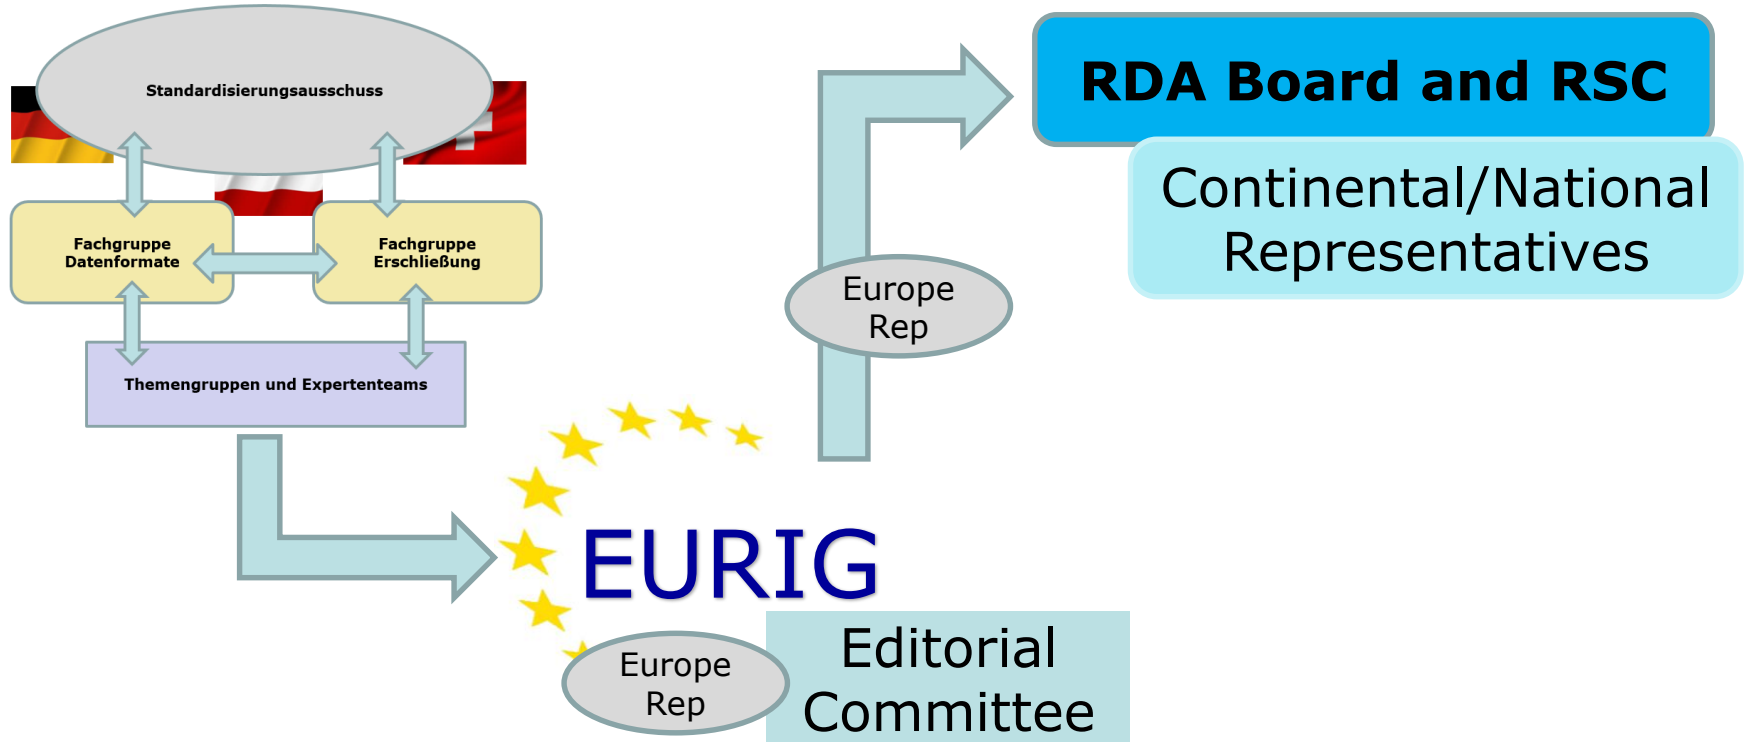 Standardisierungsausschuss
Fachgruppe
Datenformate
Fachgruppe
Erschließung
Themengruppen und Expertenteams
RDA Board and RSC
Continental/National
Representatives
Europe
Rep
EURIG
Europe
Rep
Editorial
Committee